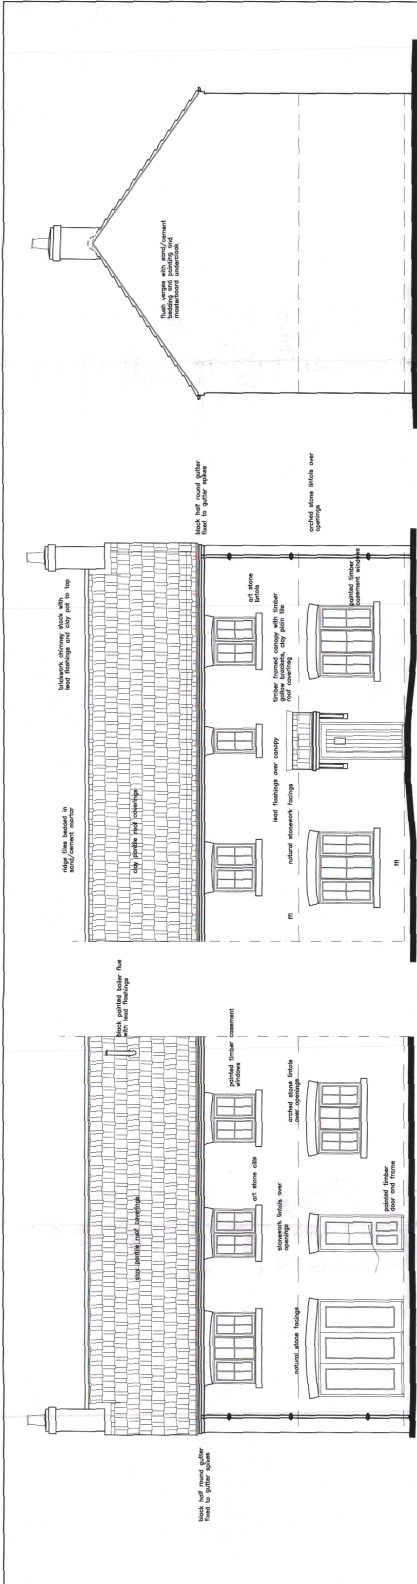 flush verges with sand/cement
bedding and pointing and
masterboard undercloak
black half round gutter
fixed to gutter spikes
arched stone lintols over
openings
brickwork chimney stack with
lead flashings and clay pot to top
art stone
lintols
painted timber
casement windows
timber framed canopy with timber
gallow brackets, clay plain tile
roof coverinag
ridge tiles bedded in
sand/cement mortar
clay pantile roof coverings
lead flashings over canopy
natural stonework facings
ffl
ffl
black painted boiler flue
with lead flashings
painted timber casement
windows
arched stone lintols
over openings
clay pantile roof coverings
art stone cills
stonework lintols over
openings
painted timber
door and frame
natural stone facings
black half round gutter
fixed to gutter spikes